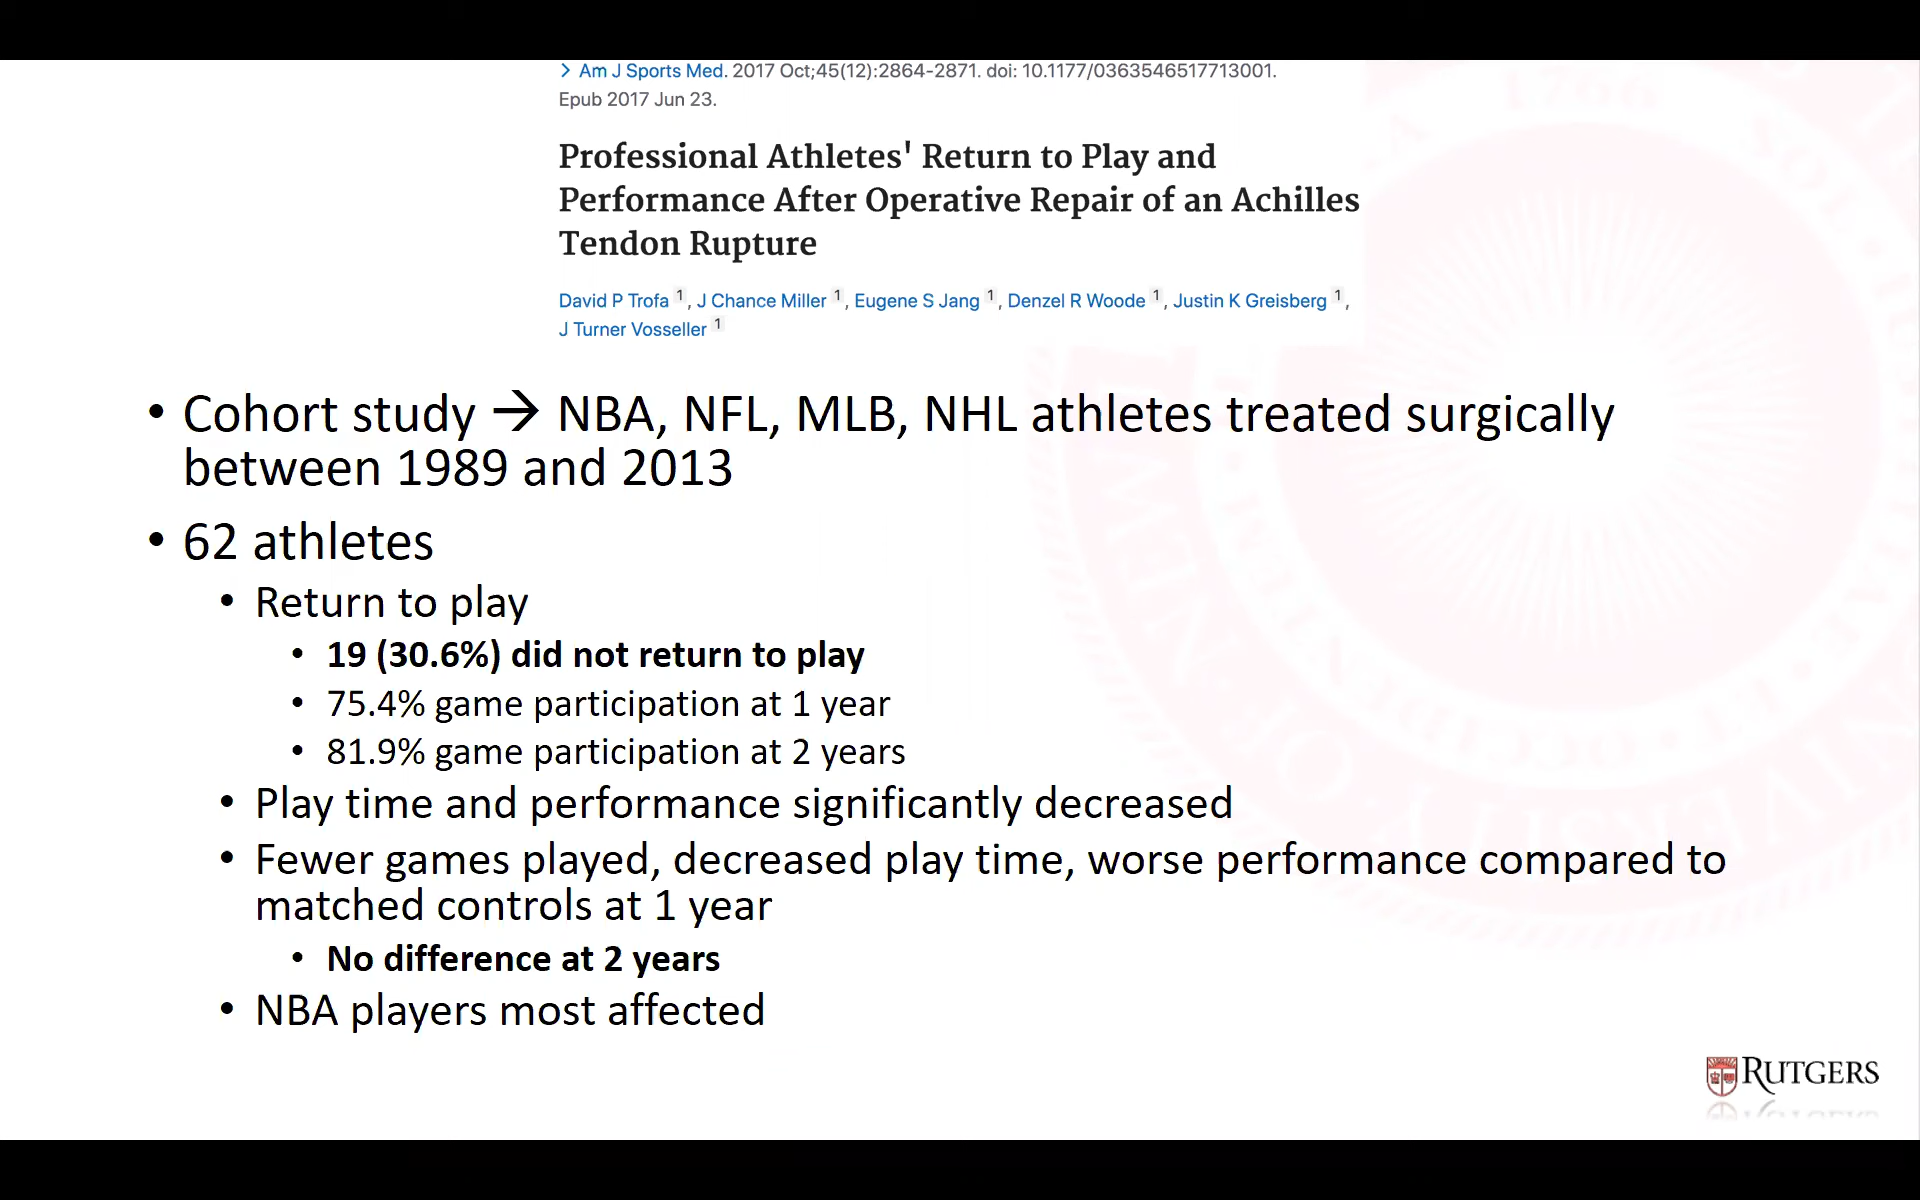 > Am J Sports Med. 2017 Oct;45(12):2864-2871. doi: 10.1177/0363546517713001.
Epub 2017 Jun 23.
Professional Athletes' Return to Play and
Performance After Operative Repair of an Achilles
Tendon Rupture
David P Trofa 1, J Chance Miller 1, Eugene S Jang 1, Denzel R Woode 1, Justin K Greisberg 1,
J Turner Vosseller 1
• Cohort study → NBA, NFL, MLB, NHL athletes treated surgically
between 1989 and 2013
• 62 athletes
• Return to play
• 19 (30.6%) did not return to play
• 75.4% game participation at 1 year
• 81.9% game participation at 2 years
• Play time and performance significantly decreased
• Fewer games played, decreased play time, worse performance compared to
matched controls at 1 year
• No difference at 2 years
• NBA players most affected
RUTGERS
1766